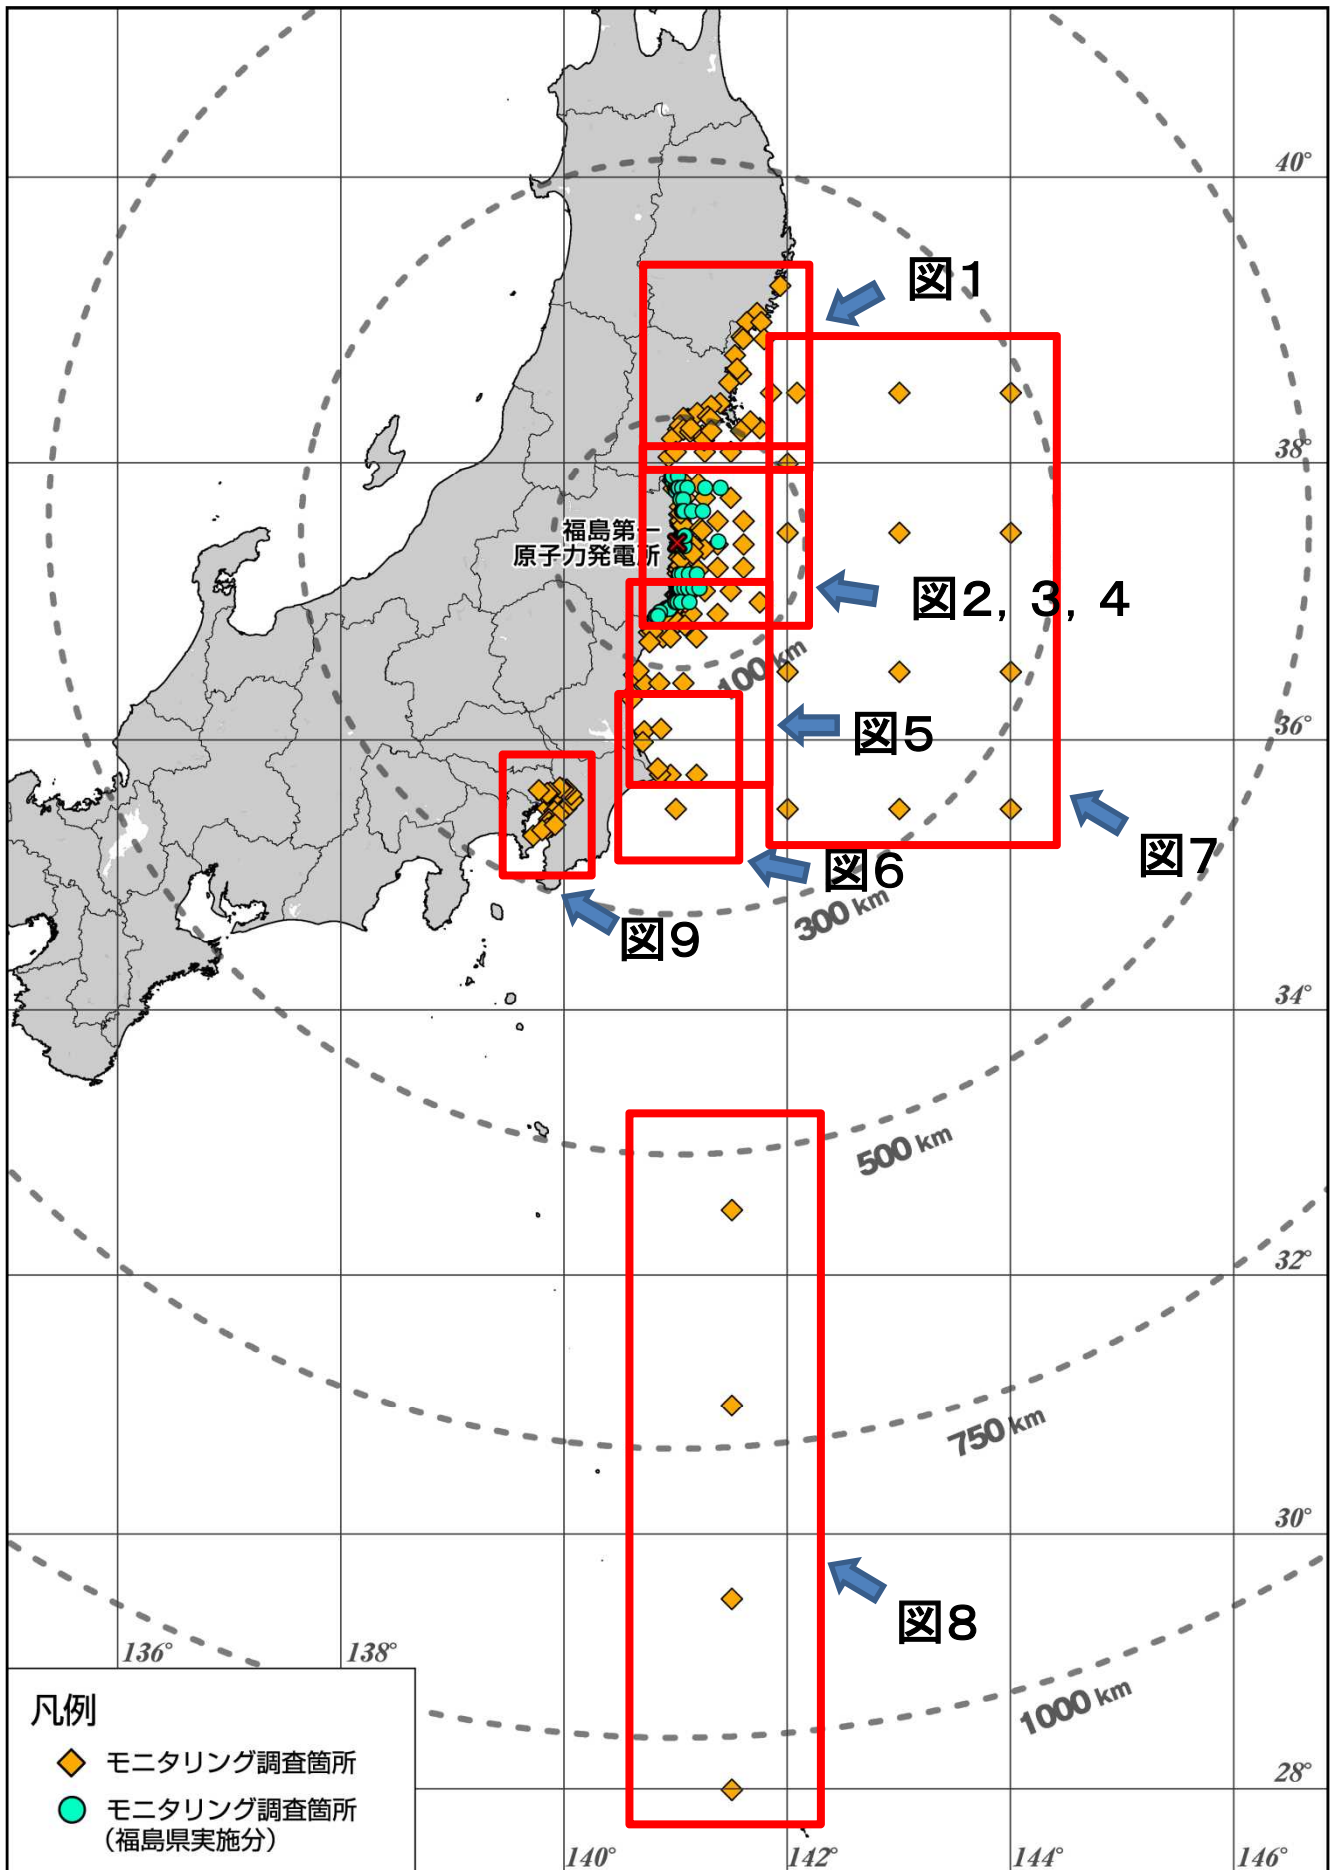 40°
図1
38°
福島第一
原子力発電所
図2, 3, 4
100 km
36°
図5
図7
図6
300 km
図9
34°
500 km
32°
750 km
30°
図8
136°
138°
1000 km
凡例
モニタリング調査箇所
28°
モニタリング調査箇所
(福島県実施分)
140°
142°
144°
146°